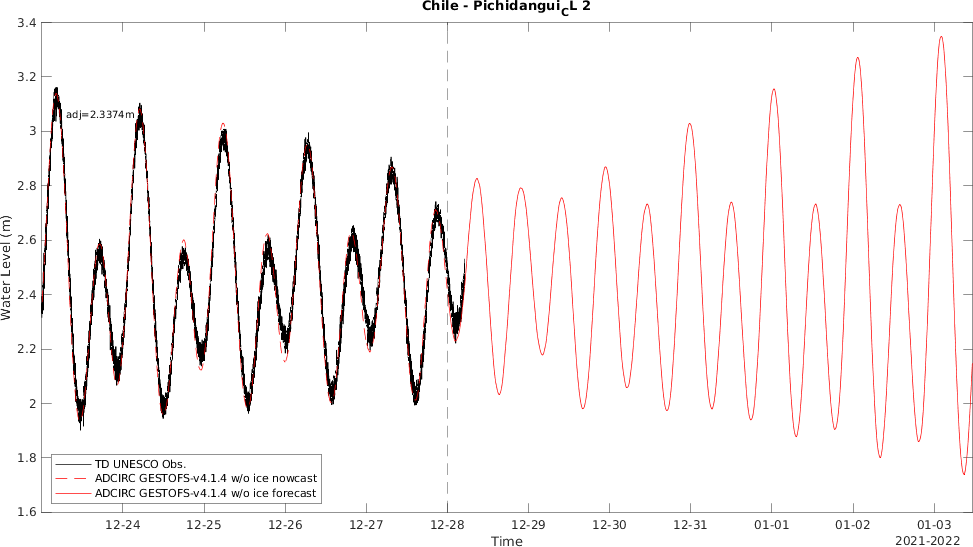 Chile - PichidanguiCL 2
3.4
3.2
3
2.8
2.6
2.4
2.2
2
1.8
1.6
Water Level (m)
adj=2.3374m
TD UNESCO Obs.
ADCIRC GESTOFS-v4.1.4 w/o ice nowcast
ADCIRC GESTOFS-v4.1.4 w/o ice forecast
12-24 12-25 12-26 12-27 12-28 12-29 12-30 12-31 01-01 01-02 01-03
Time
2021-2022